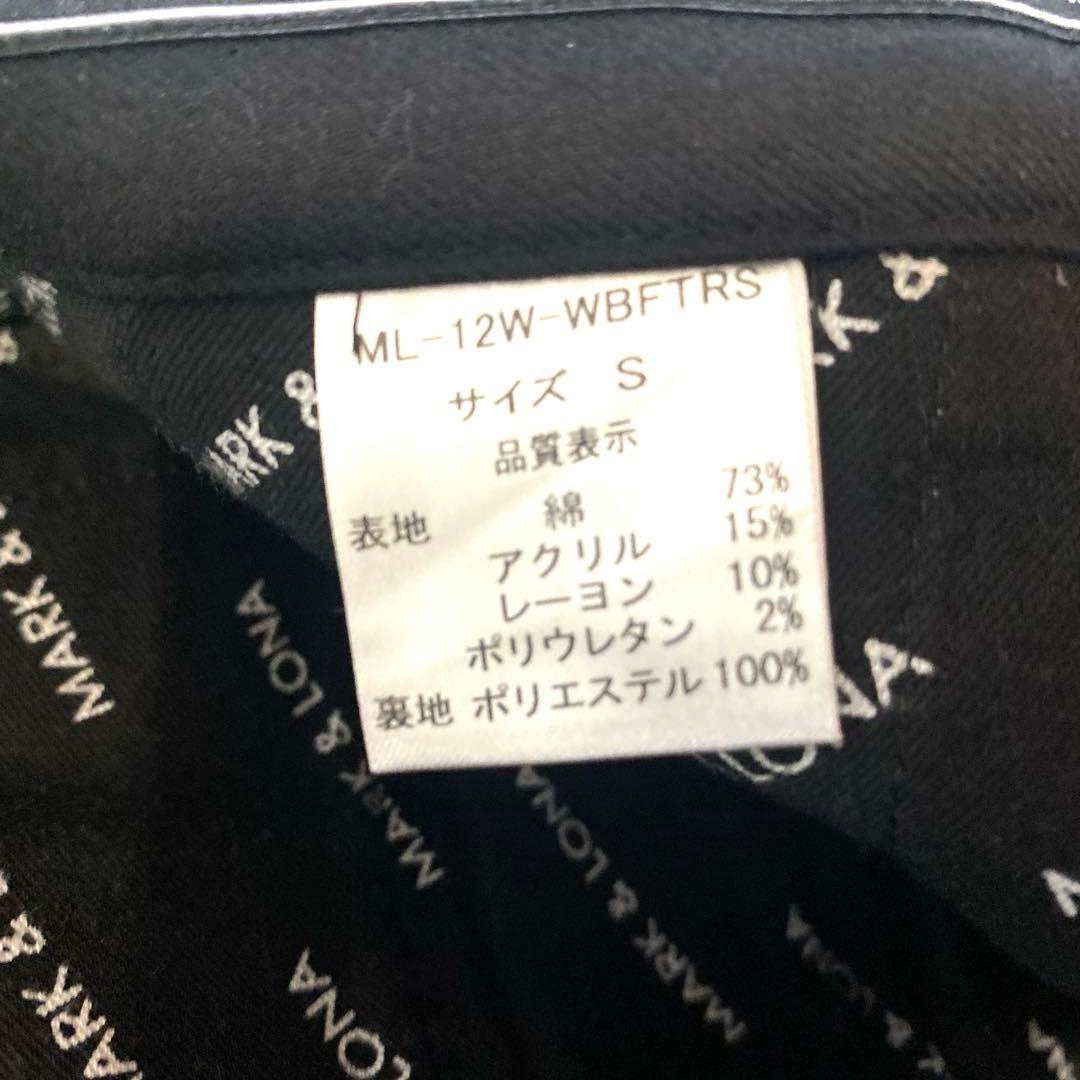 ML-12W-WBFTRS
サイズ S
品質表示
表地 綿 73%
アクリル 15%
レーヨン 10%
ポリウレタン 2%
裏地 ポリエステル 100%
MARK &
MARK & LONA
MARK & LONA
LONA